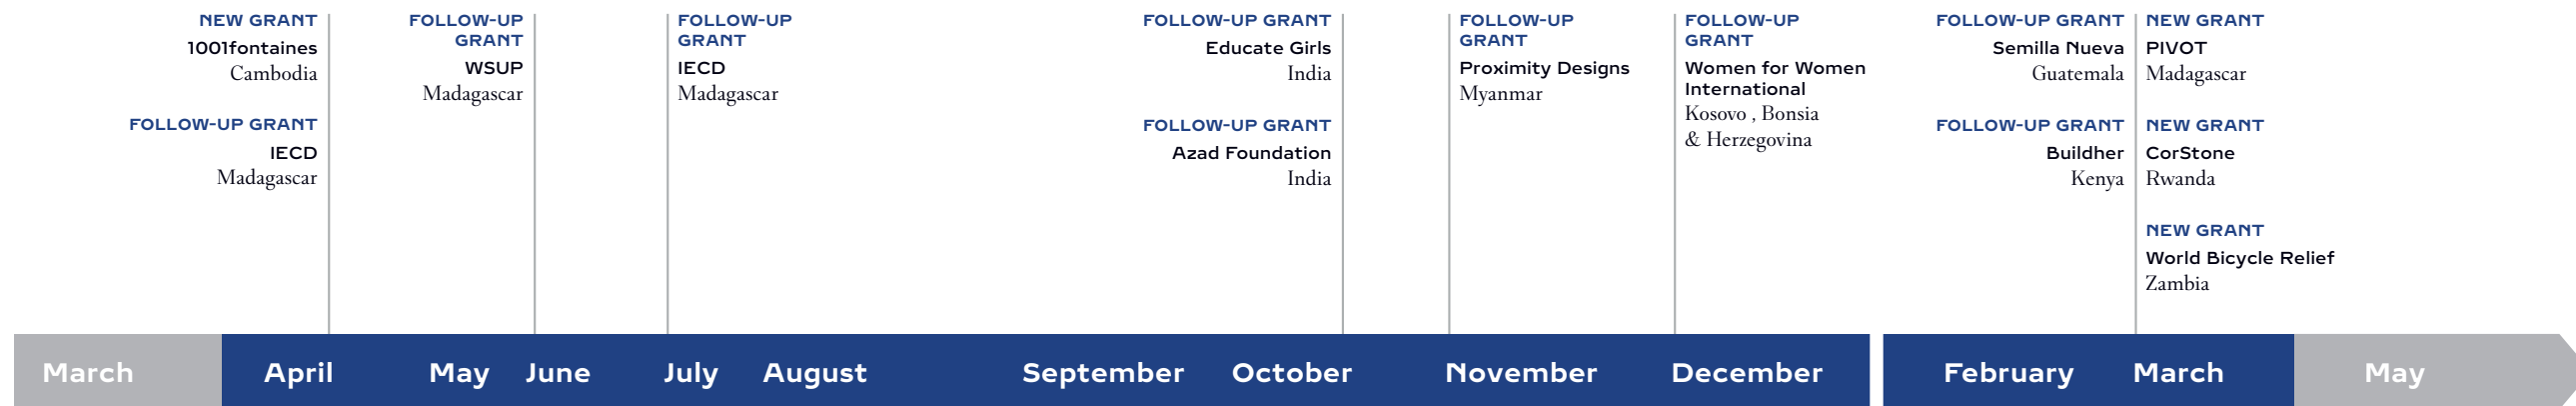 NEW GRANT
1001fontaines
Cambodia
FOLLOW-UP GRANT
IECD
Madagascar
FOLLOW-UP
GRANT
WSUP
Madagascar
FOLLOW-UP
GRANT
IECD
Madagascar
FOLLOW-UP GRANT
Educate Girls
India
FOLLOW-UP GRANT
Azad Foundation
India
FOLLOW-UP
GRANT
Proximity Designs
Myanmar
FOLLOW-UP
GRANT
Women for Women
International
Kosovo , Bonsia
& Herzegovina
FOLLOW-UP GRANT
Semilla Nueva
Guatemala
FOLLOW-UP GRANT
Buildher
Kenya
NEW GRANT
PIVOT
Madagascar
NEW GRANT
CorStone
Rwanda
NEW GRANT
World Bicycle Relief
Zambia
March April May June July August September October November December February March May